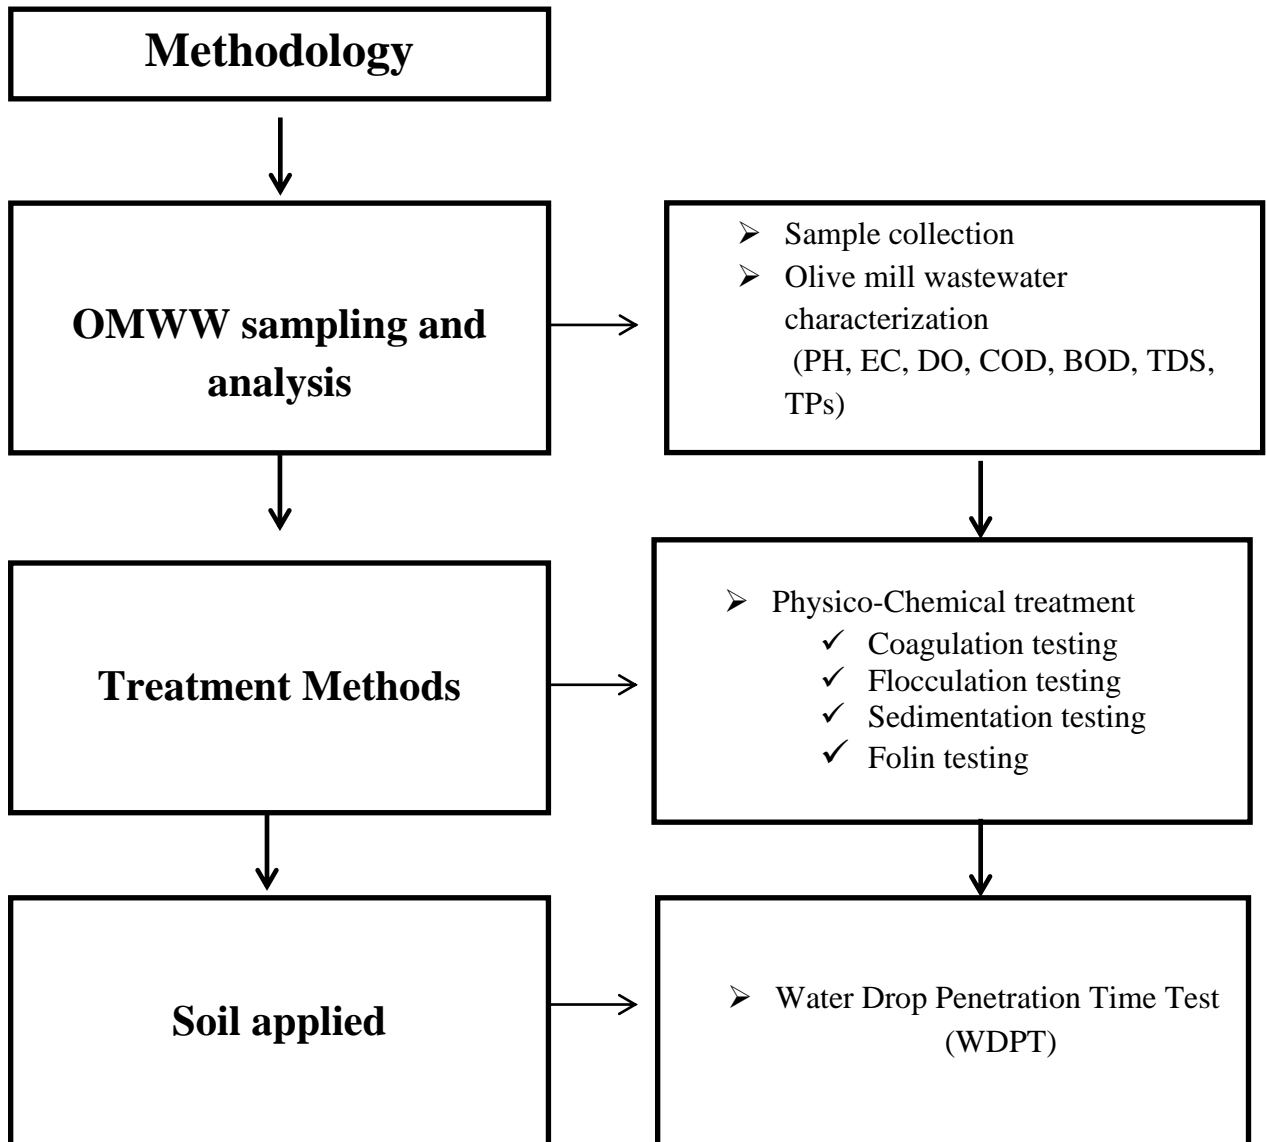 Methodology
OMWW sampling and
analysis
➢ Sample collection
➢ Olive mill wastewater
characterization
(PH, EC, DO, COD, BOD, TDS,
TPs)
Treatment Methods
➢ Physico-Chemical treatment
✓ Coagulation testing
✓ Flocculation testing
✓ Sedimentation testing
✓ Folin testing
Soil applied
➢ Water Drop Penetration Time Test
(WDPT)